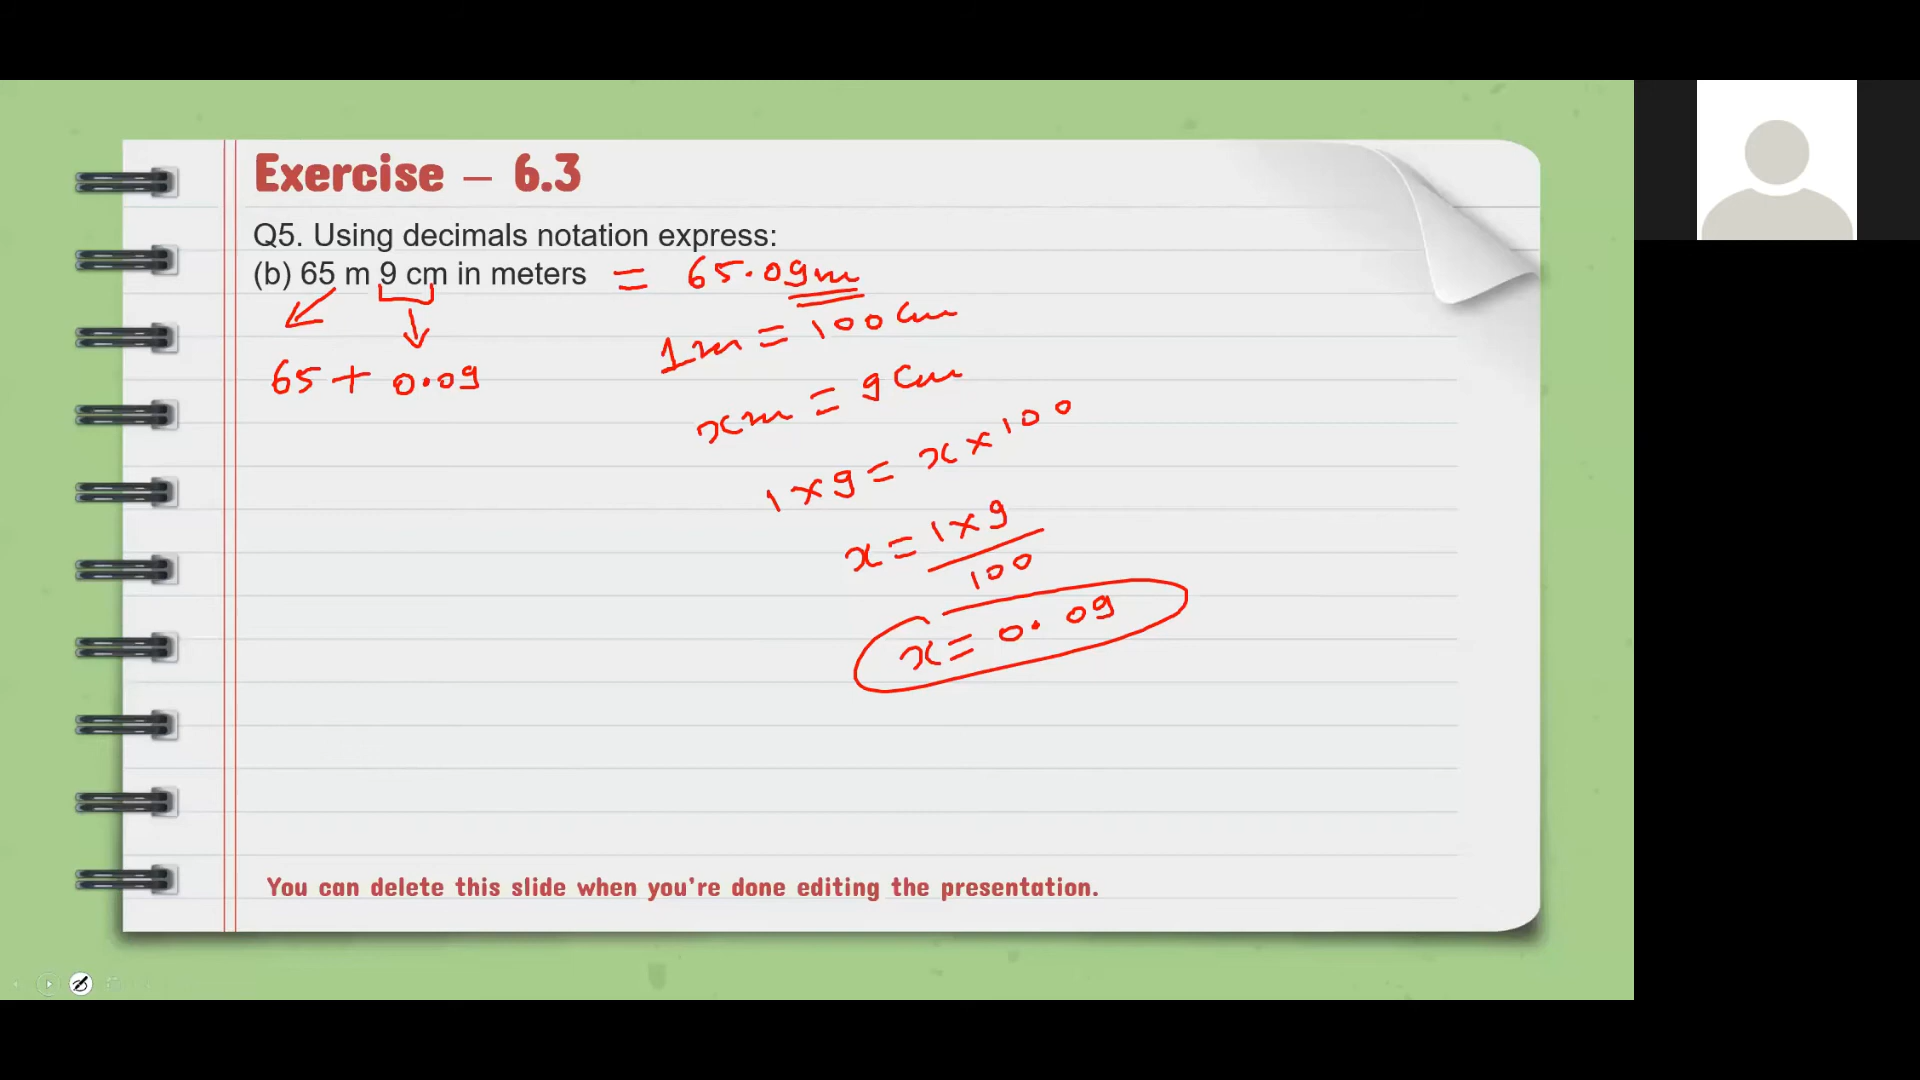 Exercise – 6.3
Q5. Using decimals notation express:
(b) 65 m 9 cm in meters = 65.09m
65 + 0.09
1m = 100 cm
xm = 9 cm
1 x 9 = x x 100
x = 1 x 9
100
x = 0.09
You can delete this slide when you're done editing the presentation.